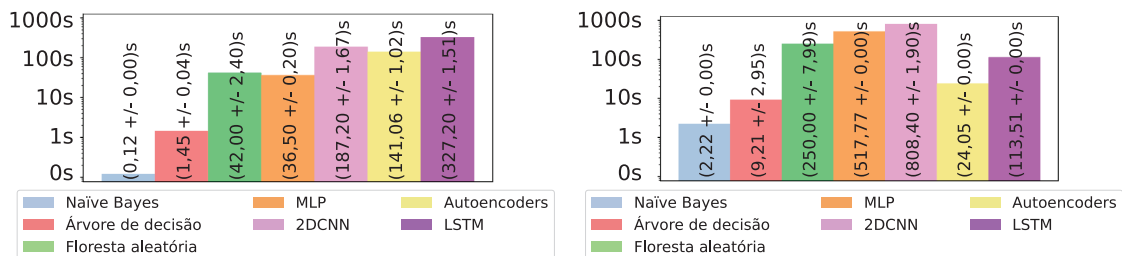 1000s
100s
10s
1s
0s
(0,12 +/- 0,00)s
(1,45 +/- 0,04)s
(42,00 +/- 2,40)s
(36,50 +/- 0,20)s
(187,20 +/- 1,67)s
(141,06 +/- 1,02)s
(327,20 +/- 1,51)s
Naïve Bayes
Árvore de decisão
Floresta aleatória
MLP
2DCNN
Autoencoders
LSTM
1000s
100s
10s
1s
0s
(2,22 +/- 0,00)s
(9,21 +/- 2,95)s
(250,00 +/- 7,99)s
(517,77 +/- 0,00)s
(808,40 +/- 1,90)s
(24,05 +/- 0,00)s
(113,51 +/- 0,00)s
Naïve Bayes
Árvore de decisão
Floresta aleatória
MLP
2DCNN
Autoencoders
LSTM